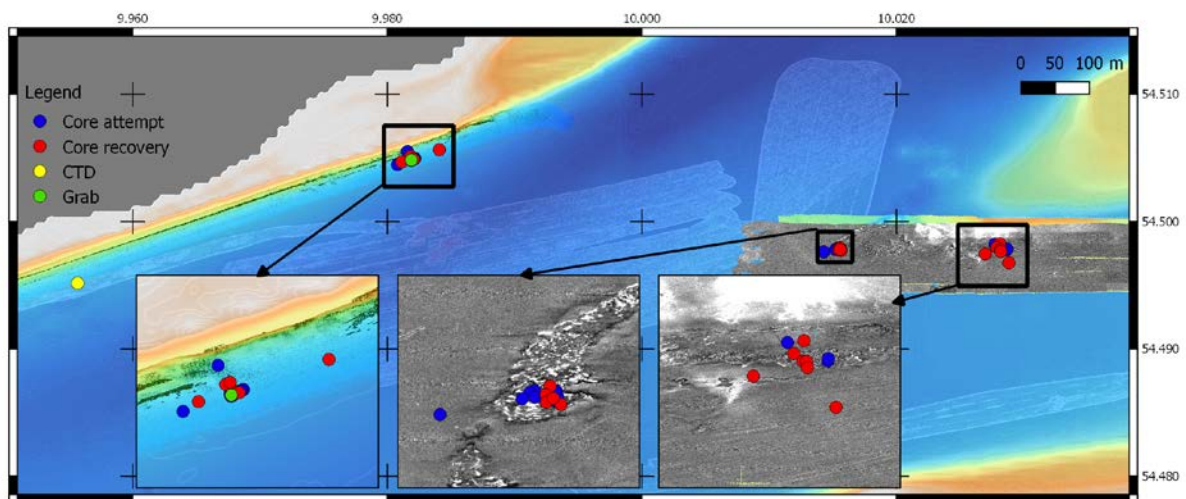 9.960 9.980 10.000 10.020
0 50 100 m
Legend
Core attempt
Core recovery
CTD
Grab
54.510
54.500
54.490
54.480